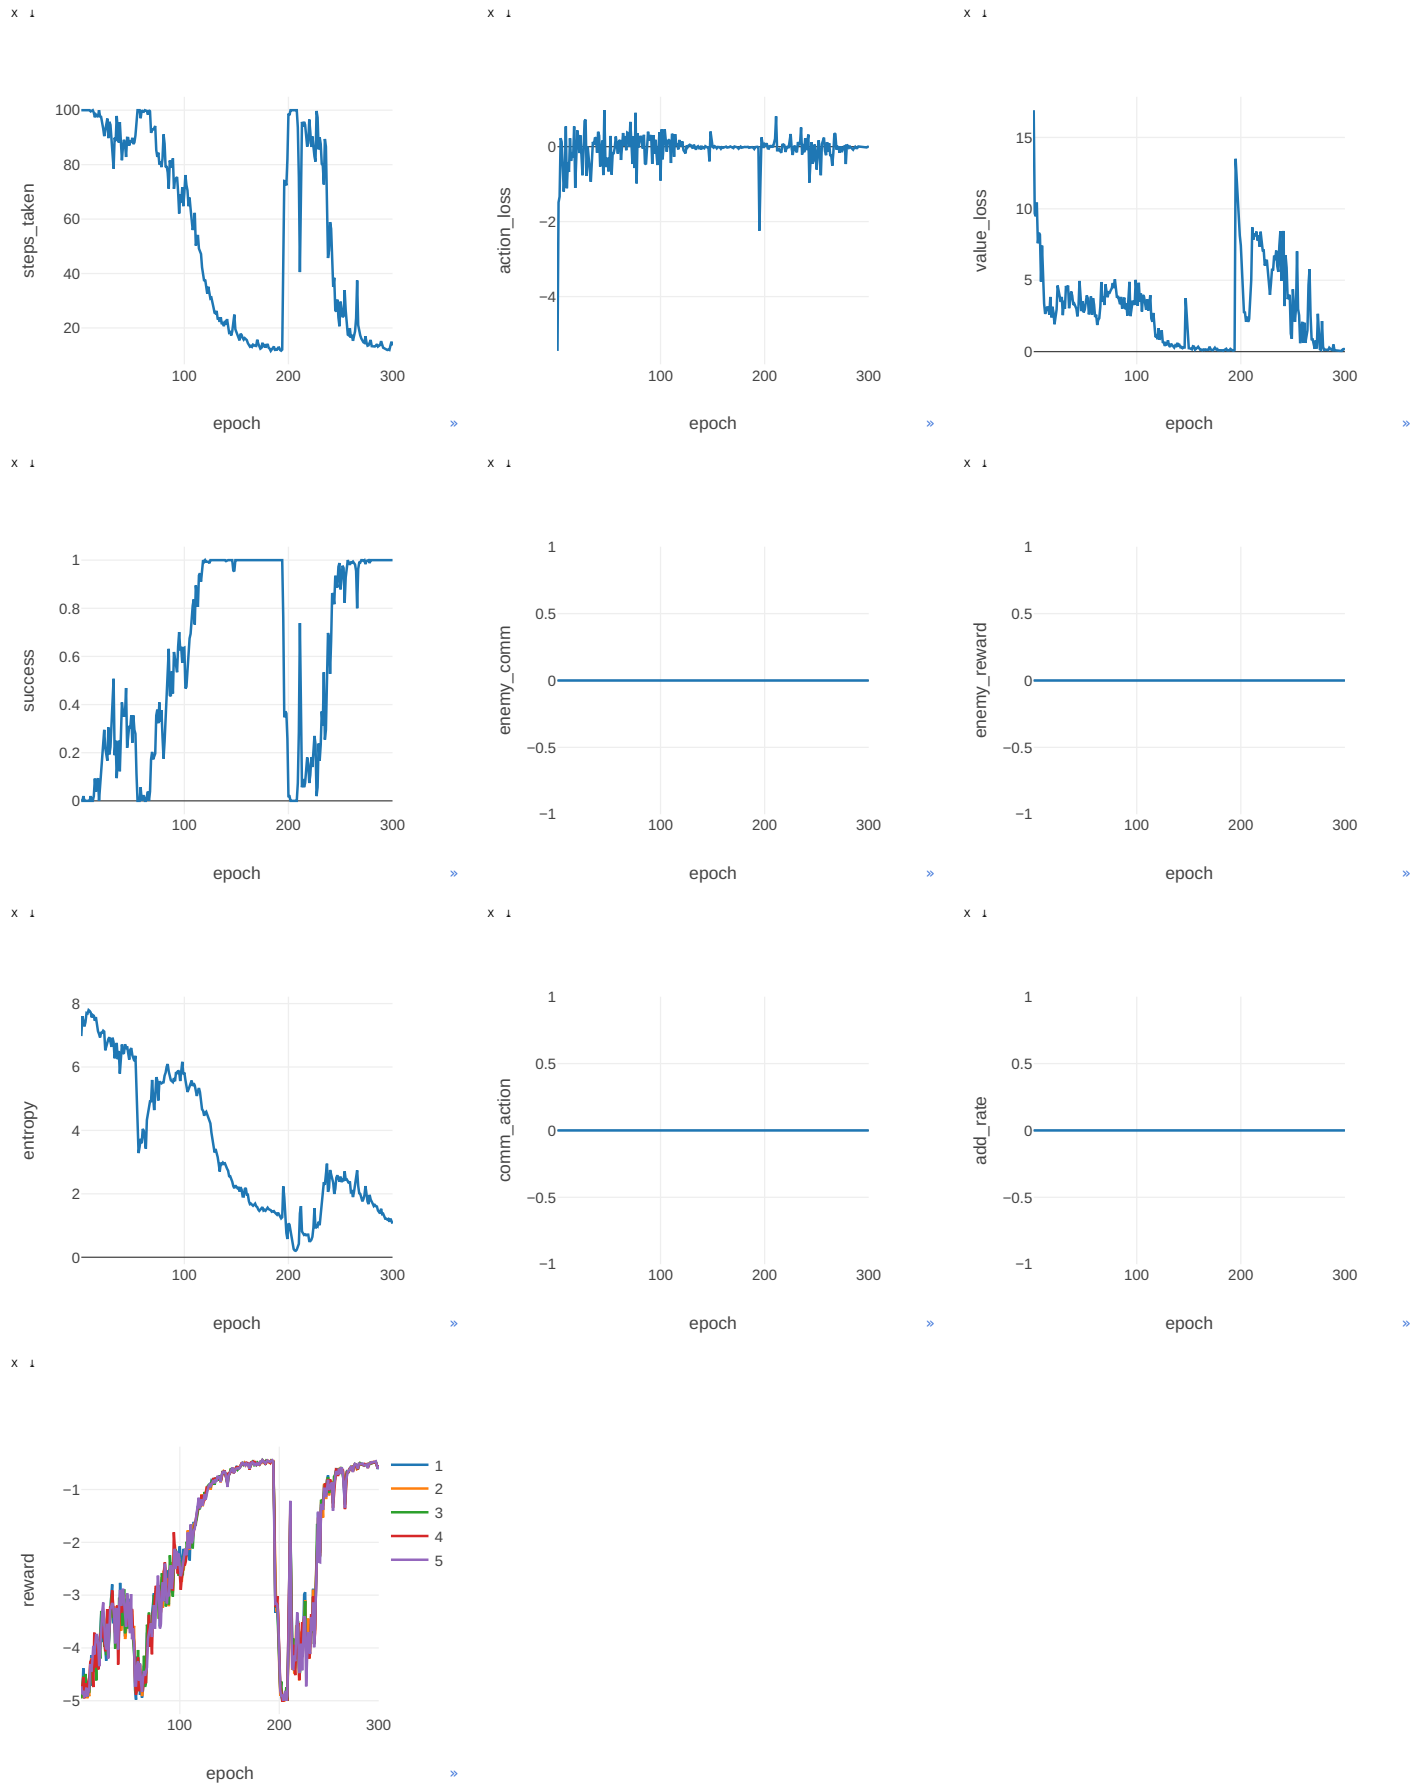 X ⤓ X ⤓ X ⤓
steps_taken
100
80
60
40
20
100 200 300
epoch »
action_loss
0
−2
−4
100 200 300
epoch »
value_loss
15
10
5
0
100 200 300
epoch »
X ⤓ X ⤓ X ⤓
success
1
0.8
0.6
0.4
0.2
0
100 200 300
epoch »
enemy_comm
1
0.5
0
−0.5
−1
100 200 300
epoch »
enemy_reward
1
0.5
0
−0.5
−1
100 200 300
epoch »
X ⤓ X ⤓ X ⤓
entropy
8
6
4
2
0
100 200 300
epoch »
comm_action
1
0.5
0
−0.5
−1
100 200 300
epoch »
add_rate
1
0.5
0
−0.5
−1
100 200 300
epoch »
X ⤓
reward
−1
−2
−3
−4
−5
100 200 300
epoch »
1
2
3
4
5